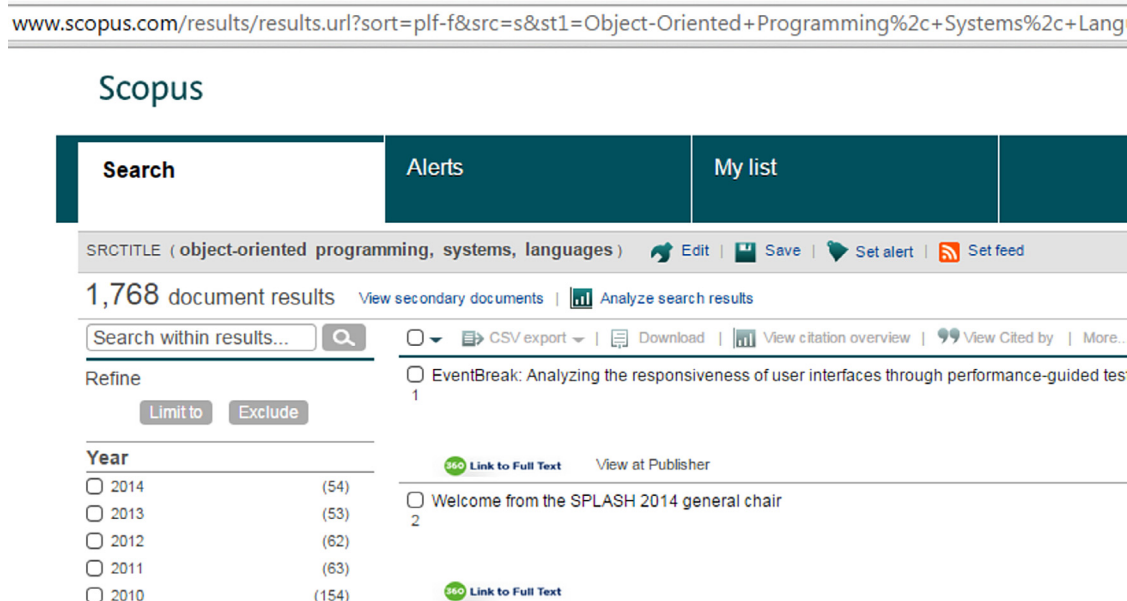 www.scopus.com/results/results.url?sort=plf-f&src=s&st1=Object-Oriented+Programming%2c+Systems%2c+Lang
Scopus
Search Alerts My list
SRCTITLE ( object-oriented programming, systems, languages ) Edit | Save | Set alert | Set feed
1,768 document results View secondary documents | Analyze search results
Search within results... CSV export | Download | View citation overview | View Cited by | More...
Refine
EventBreak: Analyzing the responsiveness of user interfaces through performance-guided tes
1
Limit to Exclude
Year
360 Link to Full Text View at Publisher
2014 (54)
Welcome from the SPLASH 2014 general chair
2013 (53)
2
2012 (62)
2011 (63)
2010 (154)
360 Link to Full Text